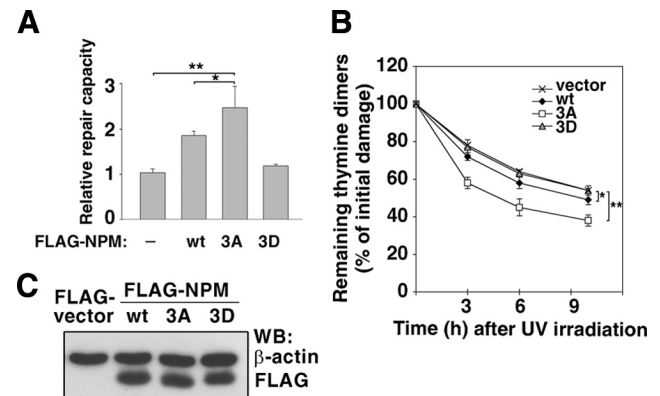 A
Relative repair capacity
3
2
1
0
**
*
FLAG-NPM: – wt 3A 3D
B
Remaining thymine dimers
(% of initial damage)
120
100
80
60
40
20
0
vector
wt
3A
3D
*
**
3 6 9
Time (h) after UV irradiation
C
FLAG-
vector
FLAG-NPM
wt 3A 3D
WB:
β-actin
FLAG